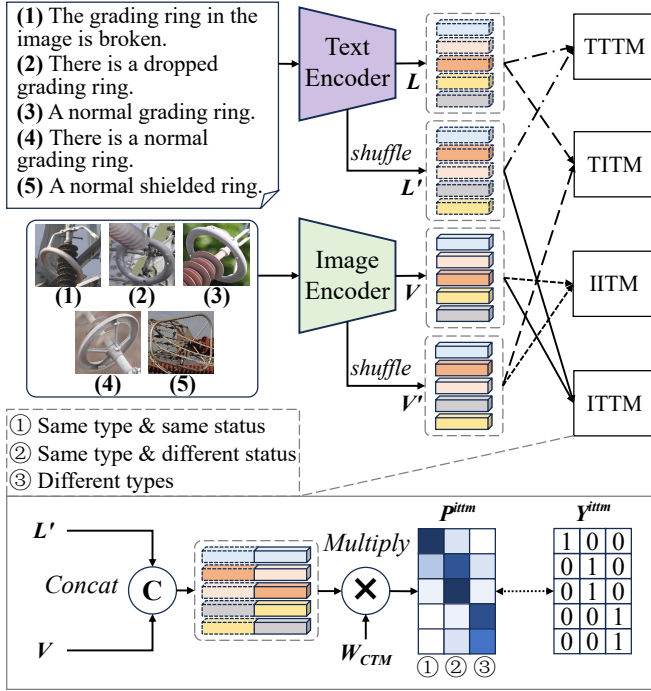 (1) The grading ring in the
image is broken.
(2) There is a dropped
grading ring.
(3) A normal grading ring.
(4) There is a normal
grading ring.
(5) A normal shielded ring.
Text
Encoder
L
shuffle
L'
TTTM
TITM
(1) (2) (3)
(4) (5)
Image
Encoder
V
shuffle
V'
IITM
ITTM
① Same type & same status
② Same type & different status
③ Different types
L'
Concat
V
C
Multiply
×
W_CTM
P^ittm
① ② ③
Y^ittm
1 0 0
0 1 0
0 1 0
0 0 1
0 0 1